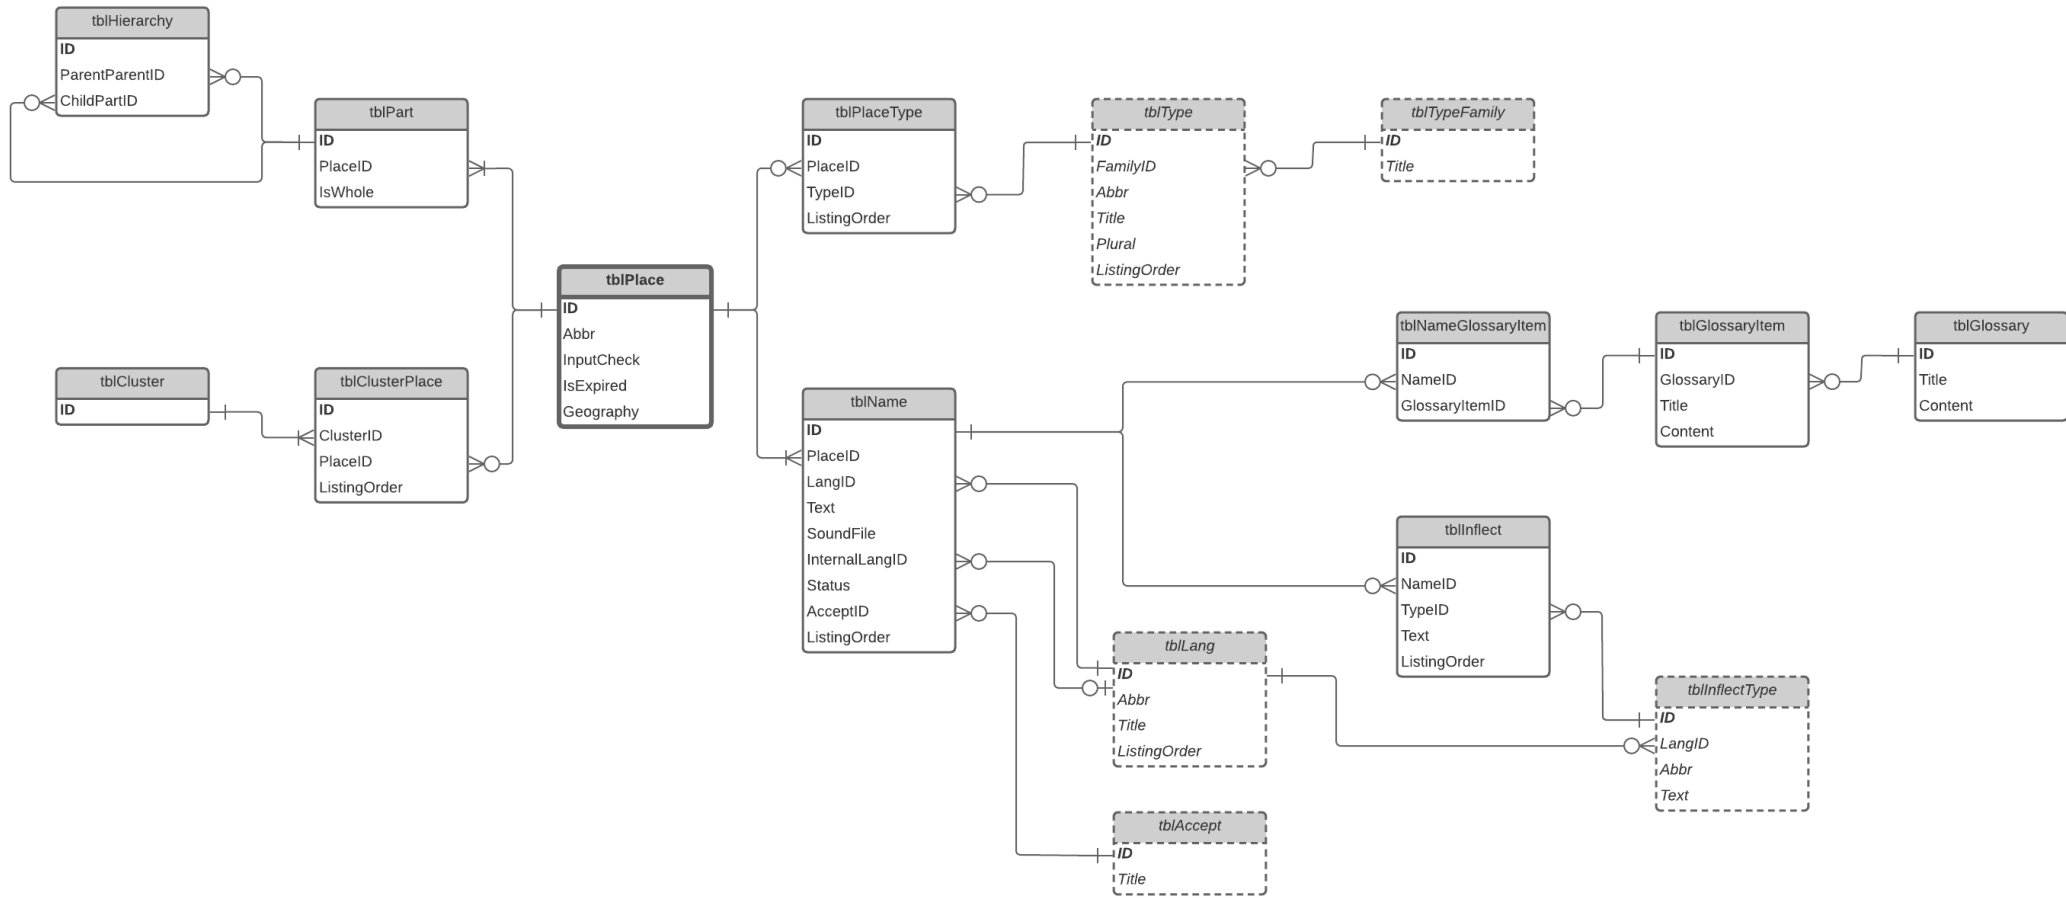 tblHierarchy
ID
ParentParentID
ChildPartID
tblPart
ID
PlaceID
IsWhole
tblCluster
ID
tblClusterPlace
ID
ClusterID
PlaceID
ListingOrder
tblPlace
ID
Abbr
InputCheck
IsExpired
Geography
tblPlaceType
ID
PlaceID
TypeID
ListingOrder
tblType
ID
FamilyID
Abbr
Title
Plural
ListingOrder
tblTypeFamily
ID
Title
tblName
ID
PlaceID
LangID
Text
SoundFile
InternalLangID
Status
AcceptID
ListingOrder
tblNameGlossaryItem
ID
NameID
GlossaryItemID
tblGlossaryItem
ID
GlossaryID
Title
Content
tblGlossary
ID
Title
Content
tblInflect
ID
NameID
TypeID
Text
ListingOrder
tblLang
ID
Abbr
Title
ListingOrder
tblInflectType
ID
LangID
Abbr
Text
tblAccept
ID
Title